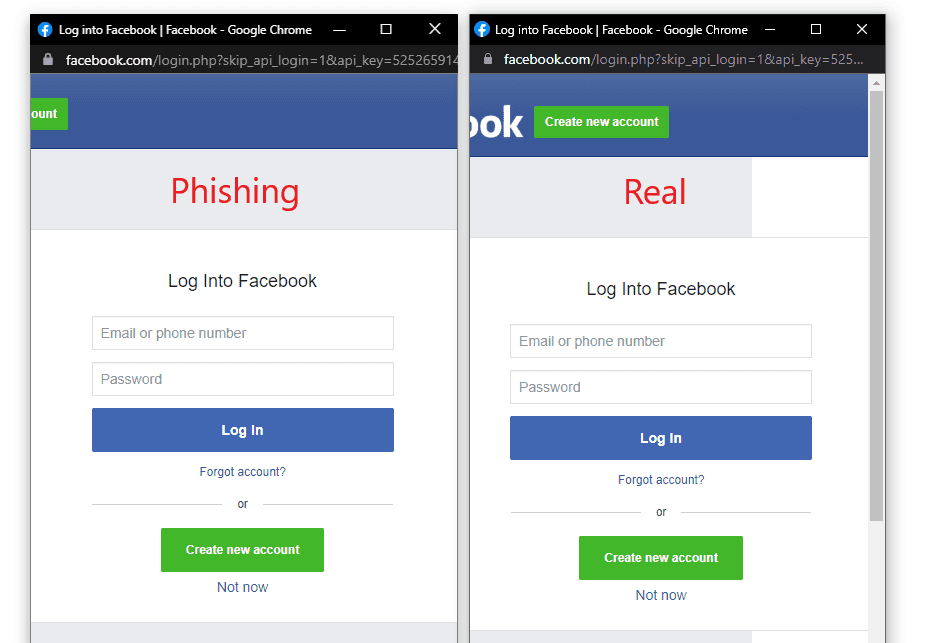 Log into Facebook | Facebook - Google Chrome
facebook.com/login.php?skip_api_login=1&api_key=525265914
ount
Phishing
Log Into Facebook
Email or phone number
Password
Log In
Forgot account?
or
Create new account
Not now
Log into Facebook | Facebook - Google Chrome
facebook.com/login.php?skip_api_login=1&api_key=525...
ook
Create new account
Real
Log Into Facebook
Email or phone number
Password
Log In
Forgot account?
or
Create new account
Not now